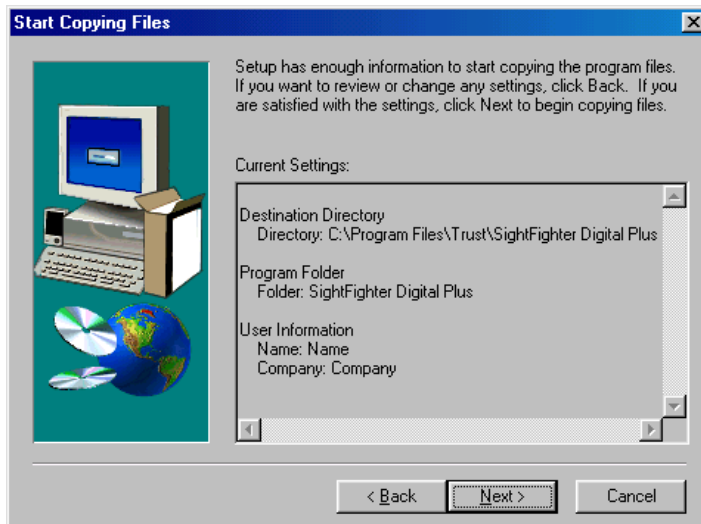 Start Copying Files
Setup has enough information to start copying the program files.
If you want to review or change any settings, click Back. If you
are satisfied with the settings, click Next to begin copying files.
Current Settings:
Destination Directory
Directory: C:\Program Files\Trust\SightFighter Digital Plus
Program Folder
Folder: SightFighter Digital Plus
User Information
Name: Name
Company: Company
< Back
Next >
Cancel